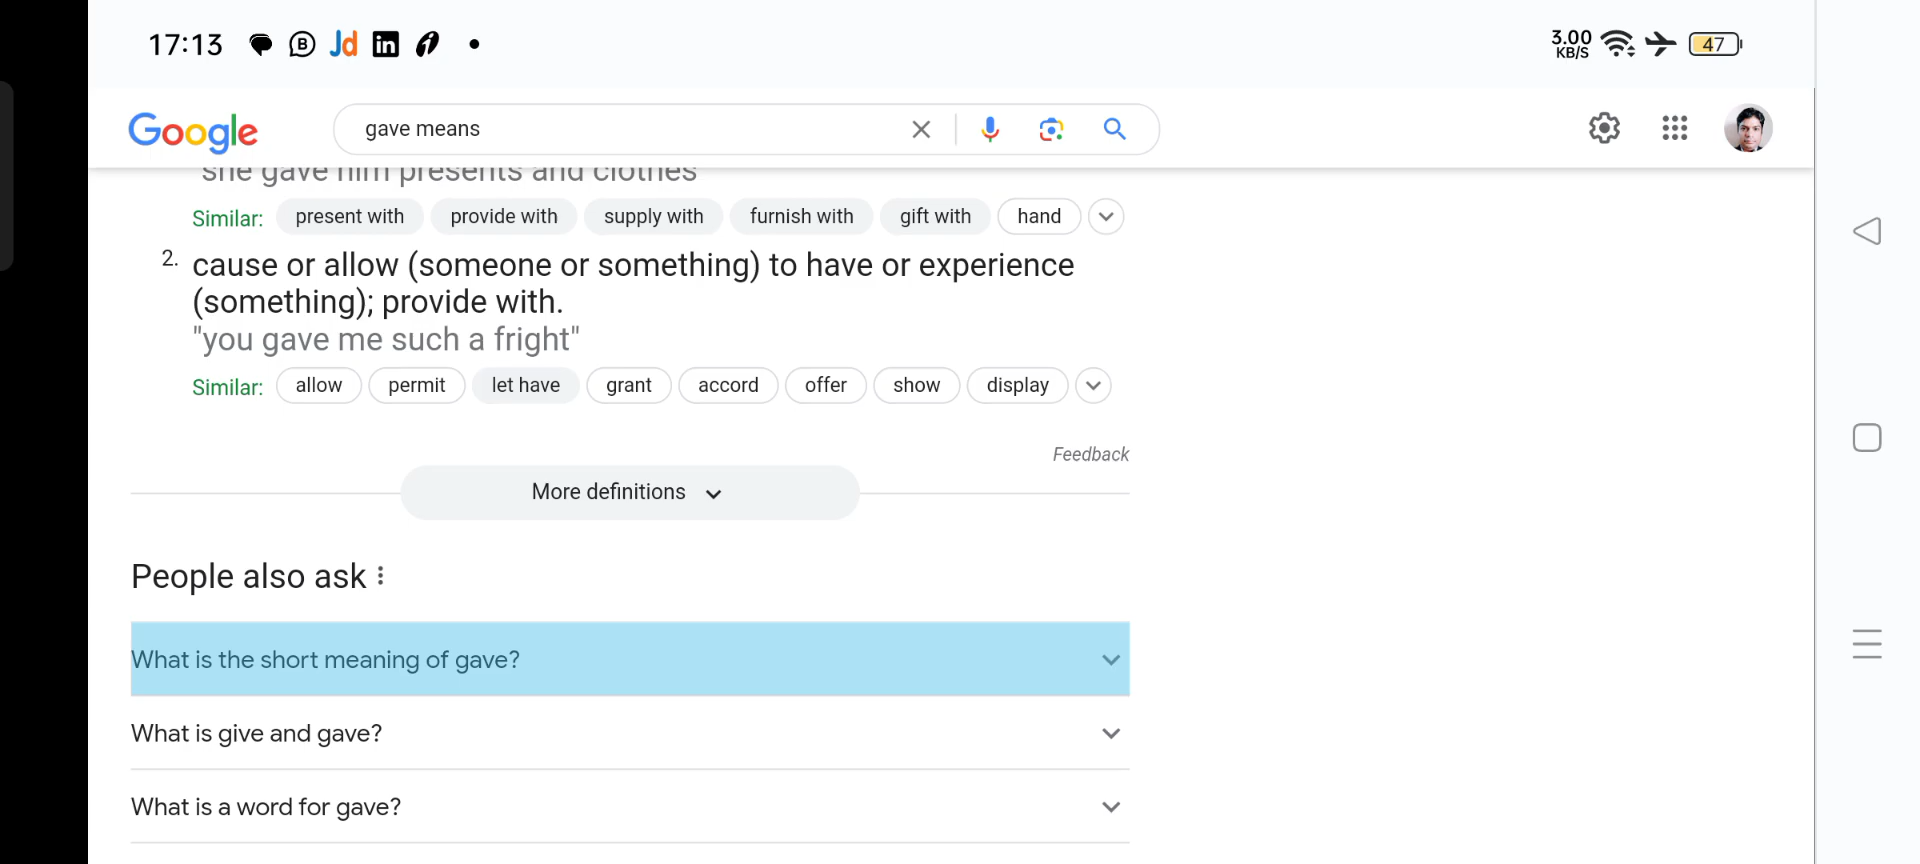 17:13 B Jd in 3.00 KB/S 47
Google gave means
she gave him presents and clothes
Similar: present with provide with supply with furnish with gift with hand
2. cause or allow (someone or something) to have or experience
(something); provide with.
"you gave me such a fright"
Similar: allow permit let have grant accord offer show display
Feedback
More definitions
People also ask
What is the short meaning of gave?
What is give and gave?
What is a word for gave?